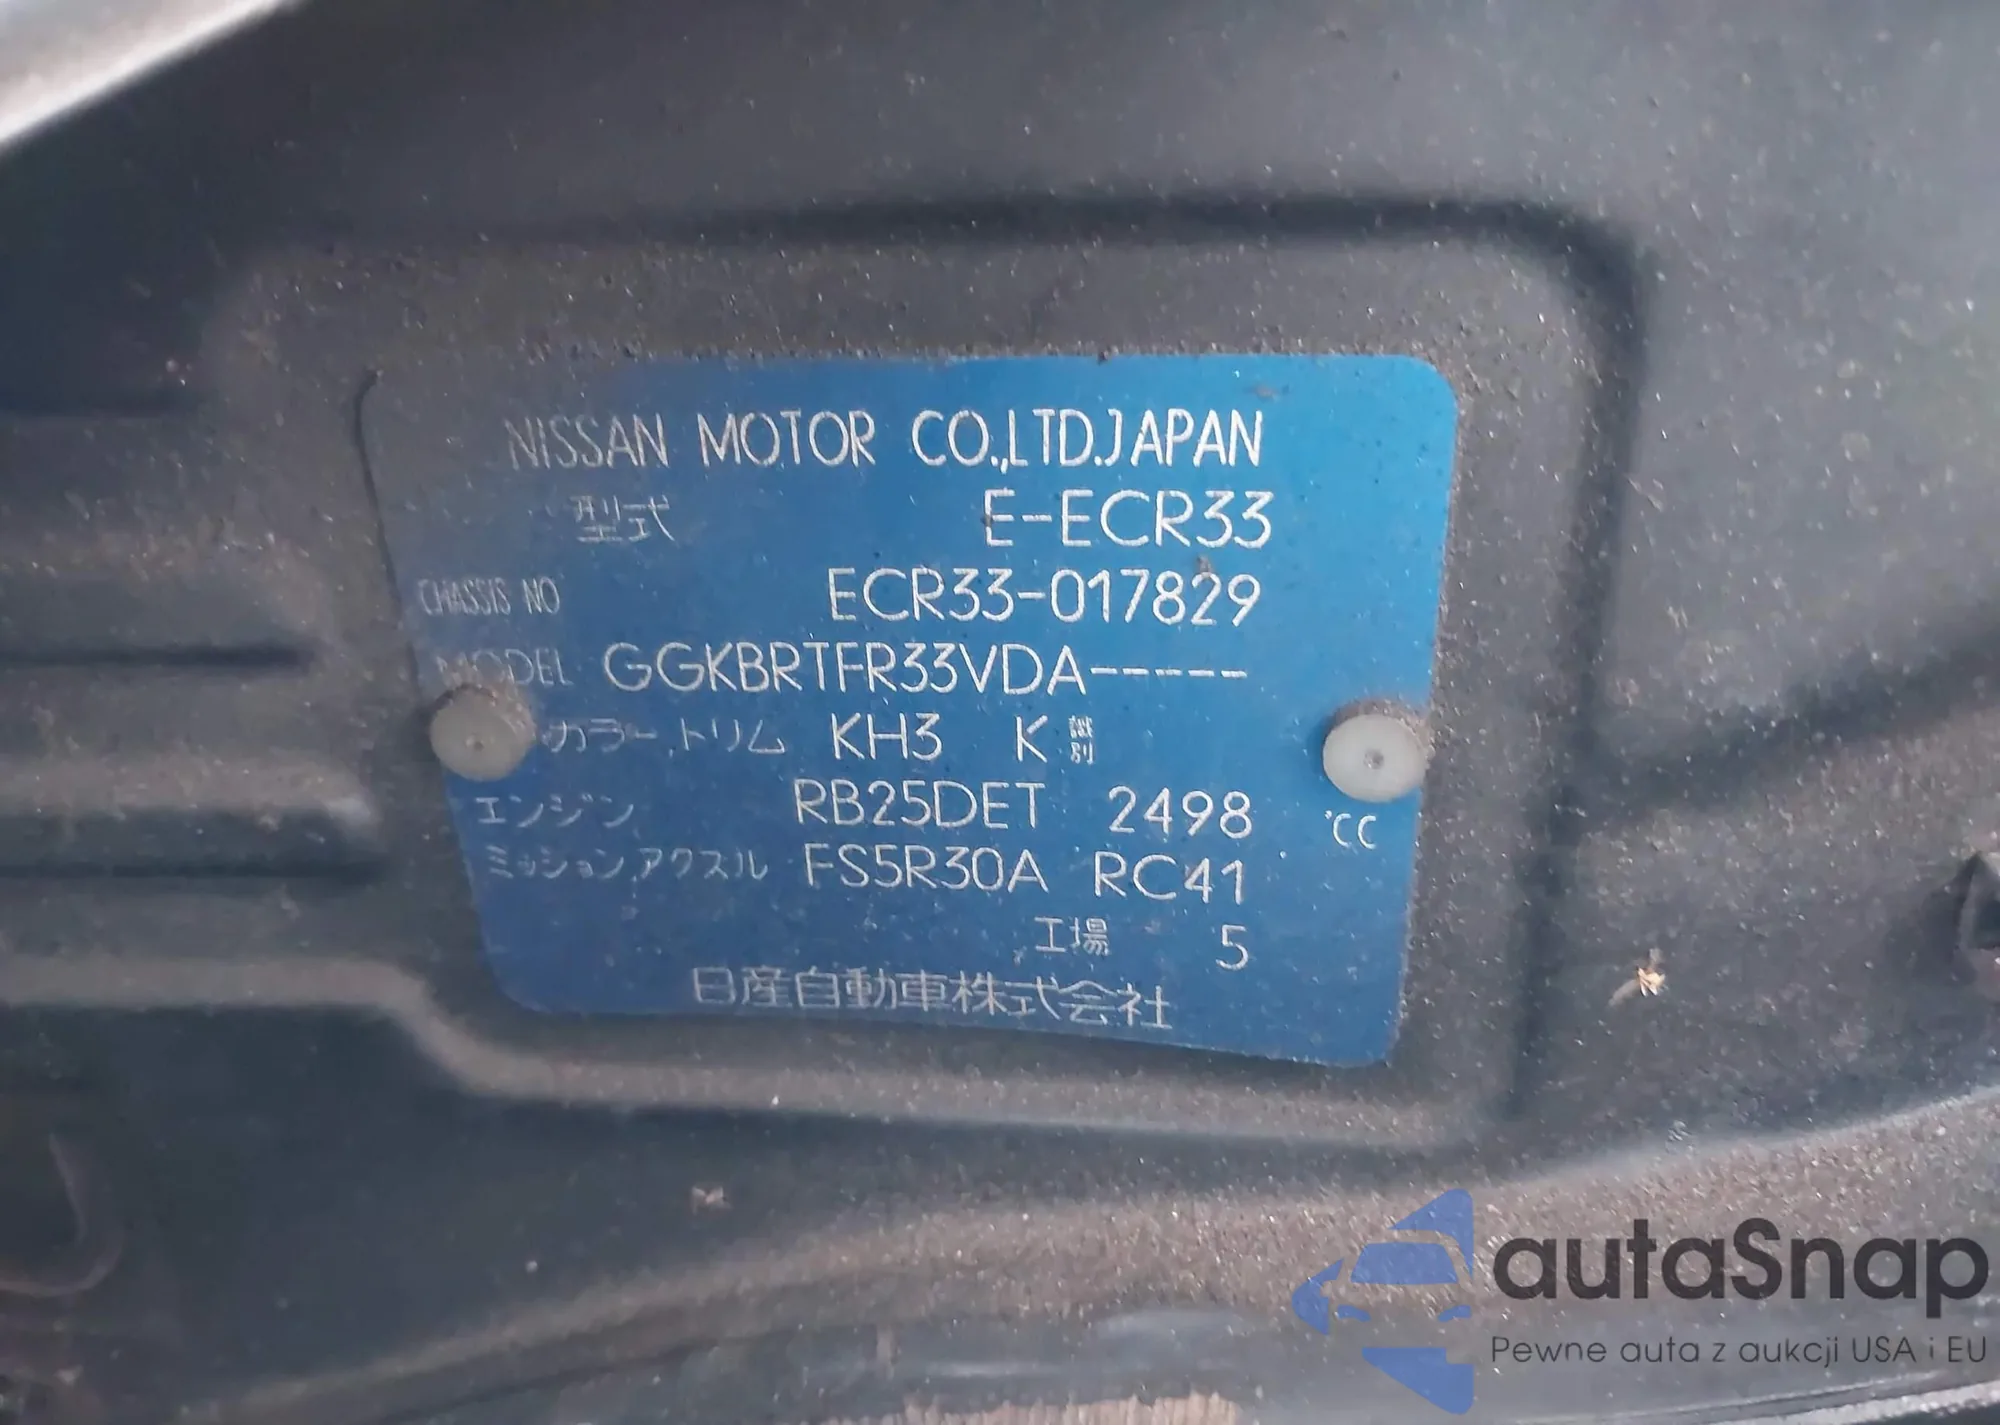 NISSAN MOTOR CO.,LTD.JAPAN
型式 E-ECR33
CHASSIS NO ECR33-017829
MODEL GGKBRTFR33VDA-----
カラー,トリム KH3 K 識別
エンジン RB25DET 2498 CC
ミッション,アクスル FS5R30A RC41
工場 5
日産自動車株式会社
autaSnap
Pewne auta z aukcji USA i EU